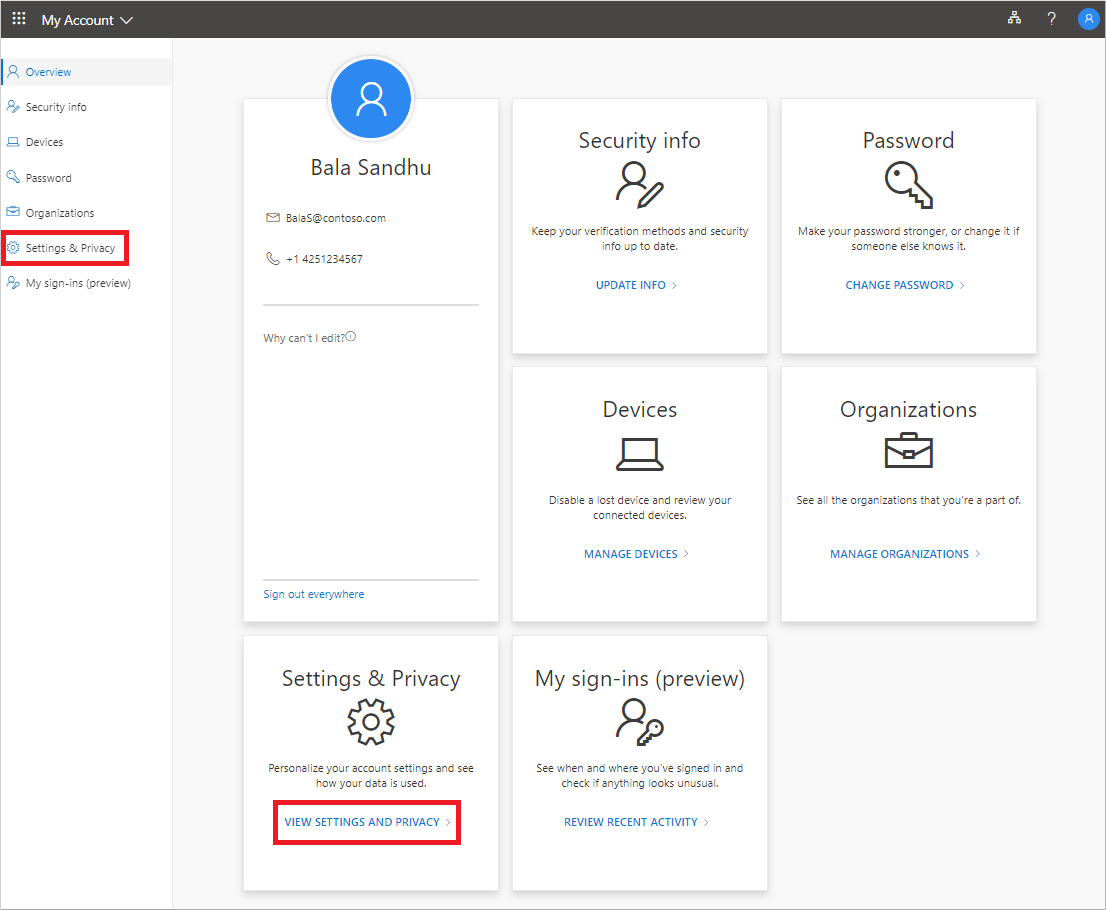 My Account
?
Overview
Security info
Devices
Password
Organizations
Settings & Privacy
My sign-ins (preview)
Bala Sandhu
BalaS@contoso.com
+1 4251234567
Why can't I edit?
Sign out everywhere
Security info
Keep your verification methods and security
info up to date.
UPDATE INFO
Password
Make your password stronger, or change it if
someone else knows it.
CHANGE PASSWORD
Devices
Disable a lost device and review your
connected devices.
MANAGE DEVICES
Organizations
See all the organizations that you're a part of.
MANAGE ORGANIZATIONS
Settings & Privacy
Personalize your account settings and see
how your data is used.
VIEW SETTINGS AND PRIVACY
My sign-ins (preview)
See when and where you've signed in and
check if anything looks unusual.
REVIEW RECENT ACTIVITY